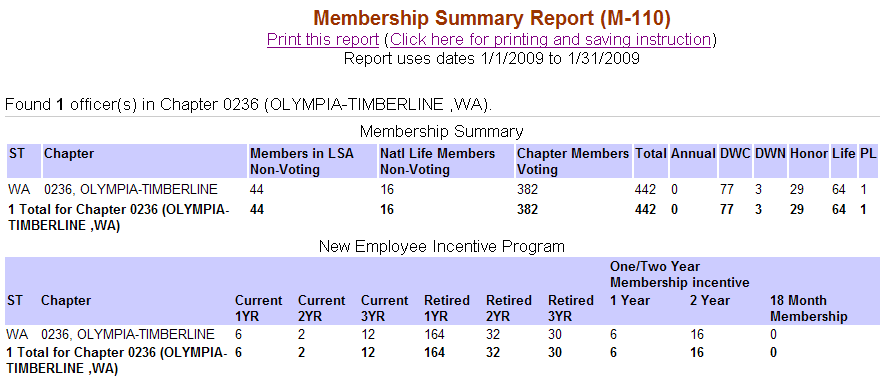 Membership Summary Report (M-110)
Print this report (Click here for printing and saving instruction)
Report uses dates 1/1/2009 to 1/31/2009
Found 1 officer(s) in Chapter 0236 (OLYMPIA-TIMBERLINE ,WA).
Membership Summary
ST Chapter Members in LSA Natl Life Members Chapter Members Total Annual DWC DWN Honor Life PL
Non-Voting Non-Voting Voting
WA 0236, OLYMPIA-TIMBERLINE 44 16 382 442 0 77 3 29 64 1
1 Total for Chapter 0236 (OLYMPIA- 44 16 382 442 0 77 3 29 64 1
TIMBERLINE ,WA)
New Employee Incentive Program
One/Two Year
Membership incentive
ST Chapter Current Current Current Retired Retired Retired 1 Year 2 Year 18 Month
1YR 2YR 3YR 1YR 2YR 3YR Membership
WA 0236, OLYMPIA-TIMBERLINE 6 2 12 164 32 30 6 16 0
1 Total for Chapter 0236 (OLYMPIA- 6 2 12 164 32 30 6 16 0
TIMBERLINE ,WA)